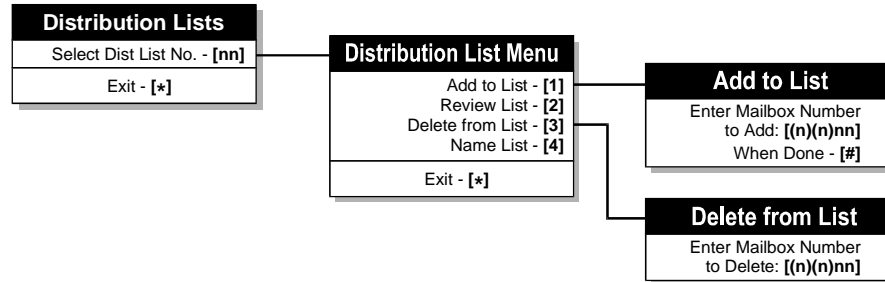 Distribution Lists
Select Dist List No. - [nn]
Exit - [*]
Distribution List Menu
Add to List - [1]
Review List - [2]
Delete from List - [3]
Name List - [4]
Exit - [*]
Add to List
Enter Mailbox Number
to Add: [(n)(n)nn]
When Done - [#]
Delete from List
Enter Mailbox Number
to Delete: [(n)(n)nn]